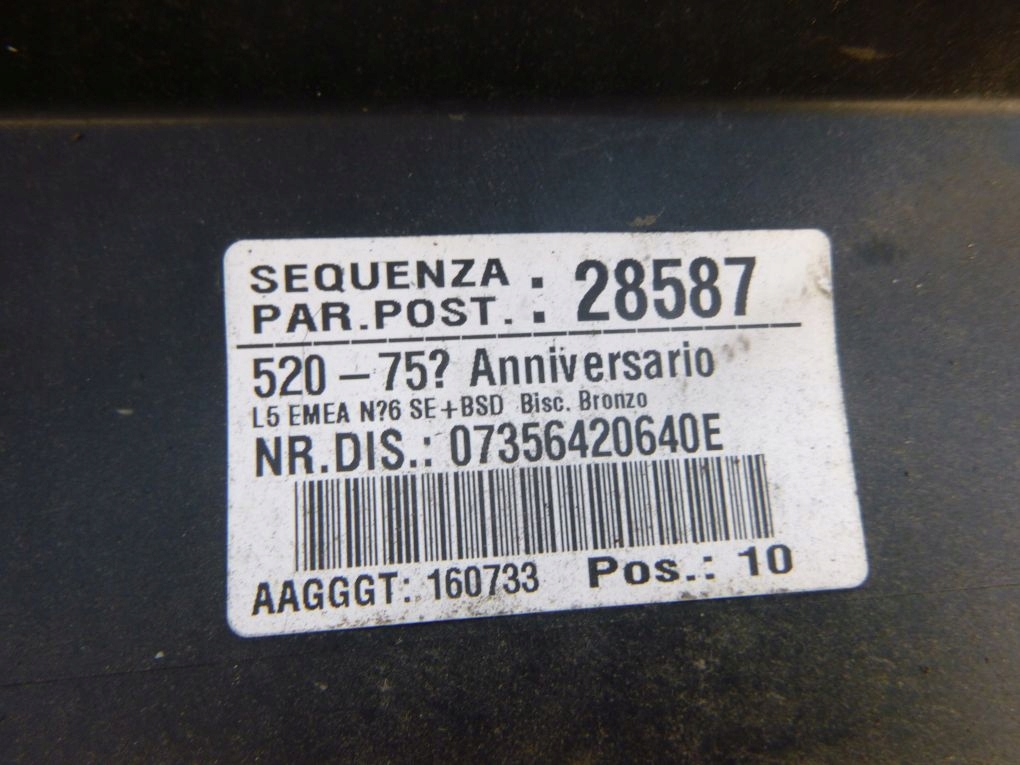 SEQUENZA
PAR.POST. : 28587
520 - 75? Anniversario
L5 EMEA N?6 SE+BSD Bisc. Bronzo
NR.DIS.: 07356420640E
AAGGGT: 160733 Pos.: 10